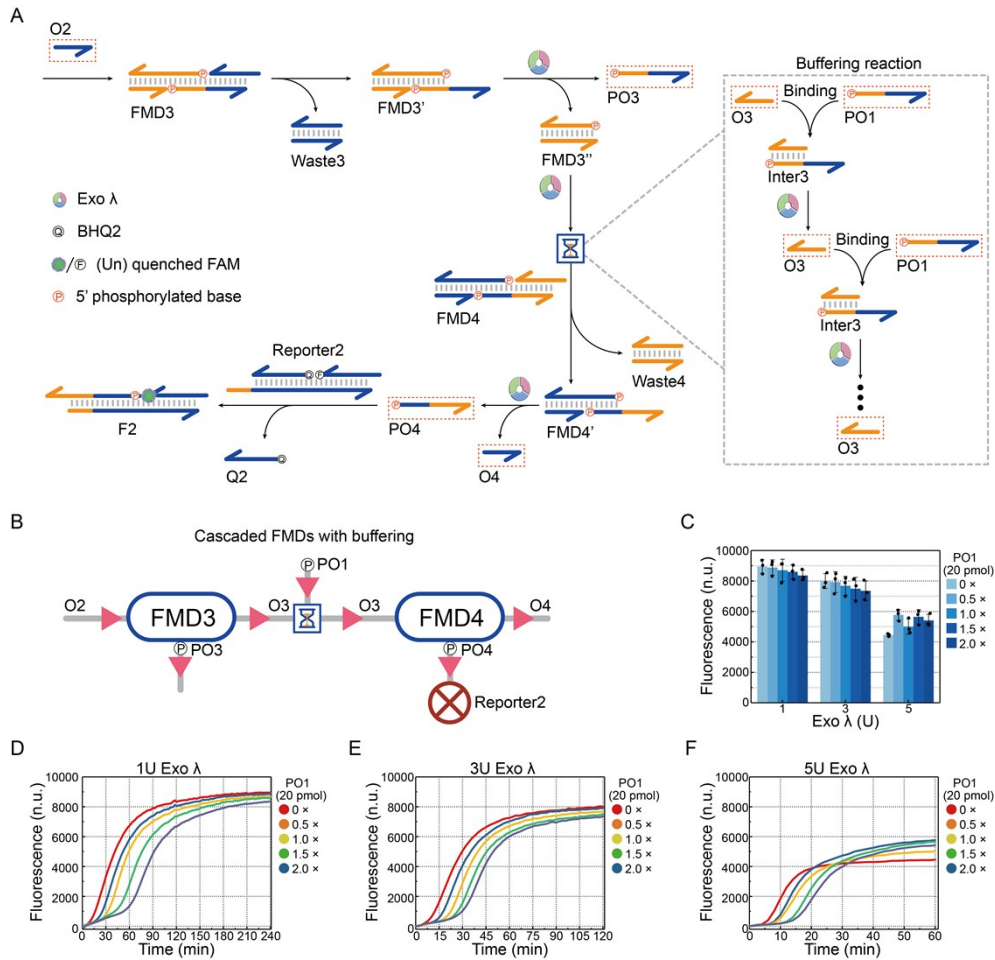 A
O2
FMD3
Waste3
FMD3'
PO3
FMD3''
Exo λ
BHQ2
/ (Un) quenched FAM
5' phosphorylated base
P
Q
F
FMD4
Waste4
FMD4'
O4
PO4
Reporter2
F2
Q2
Buffering reaction
O3
Binding
PO1
Inter3
O3
Binding
PO1
Inter3
O3
B
Cascaded FMDs with buffering
P PO1
O2
FMD3
O3
O3
FMD4
O4
P PO3
P PO4
Reporter2
C
Fluorescence (n.u.)
10000
8000
6000
4000
2000
0
1
3
5
Exo λ (U)
PO1
(20 pmol)
0 ×
0.5 ×
1.0 ×
1.5 ×
2.0 ×
D
1U Exo λ
Fluorescence (n.u.)
10000
8000
6000
4000
2000
0
0 30 60 90 120 150 180 210 240
Time (min)
PO1
(20 pmol)
0 ×
0.5 ×
1.0 ×
1.5 ×
2.0 ×
E
3U Exo λ
Fluorescence (n.u.)
10000
8000
6000
4000
2000
0
0 15 30 45 60 75 90 105 120
Time (min)
PO1
(20 pmol)
0 ×
0.5 ×
1.0 ×
1.5 ×
2.0 ×
F
5U Exo λ
Fluorescence (n.u.)
10000
8000
6000
4000
2000
0
0 10 20 30 40 50 60
Time (min)
PO1
(20 pmol)
0 ×
0.5 ×
1.0 ×
1.5 ×
2.0 ×